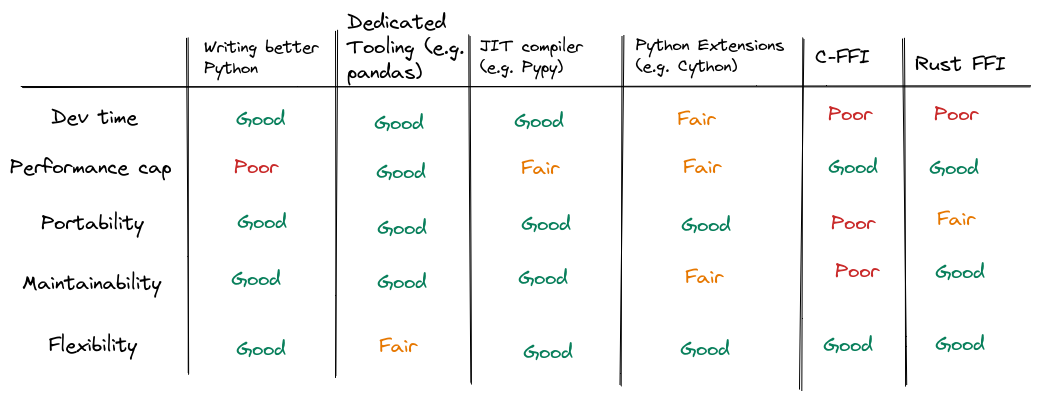 Writing better Python Dedicated Tooling (e.g. pandas) JIT compiler (e.g. Pypy) Python Extensions (e.g. Cython) C-FFI Rust FFI
Dev time Good Good Good Fair Poor Poor
Performance cap Poor Good Fair Fair Good Good
Portability Good Good Good Good Poor Fair
Maintainability Good Good Good Fair Poor Good
Flexibility Good Fair Good Good Good Good